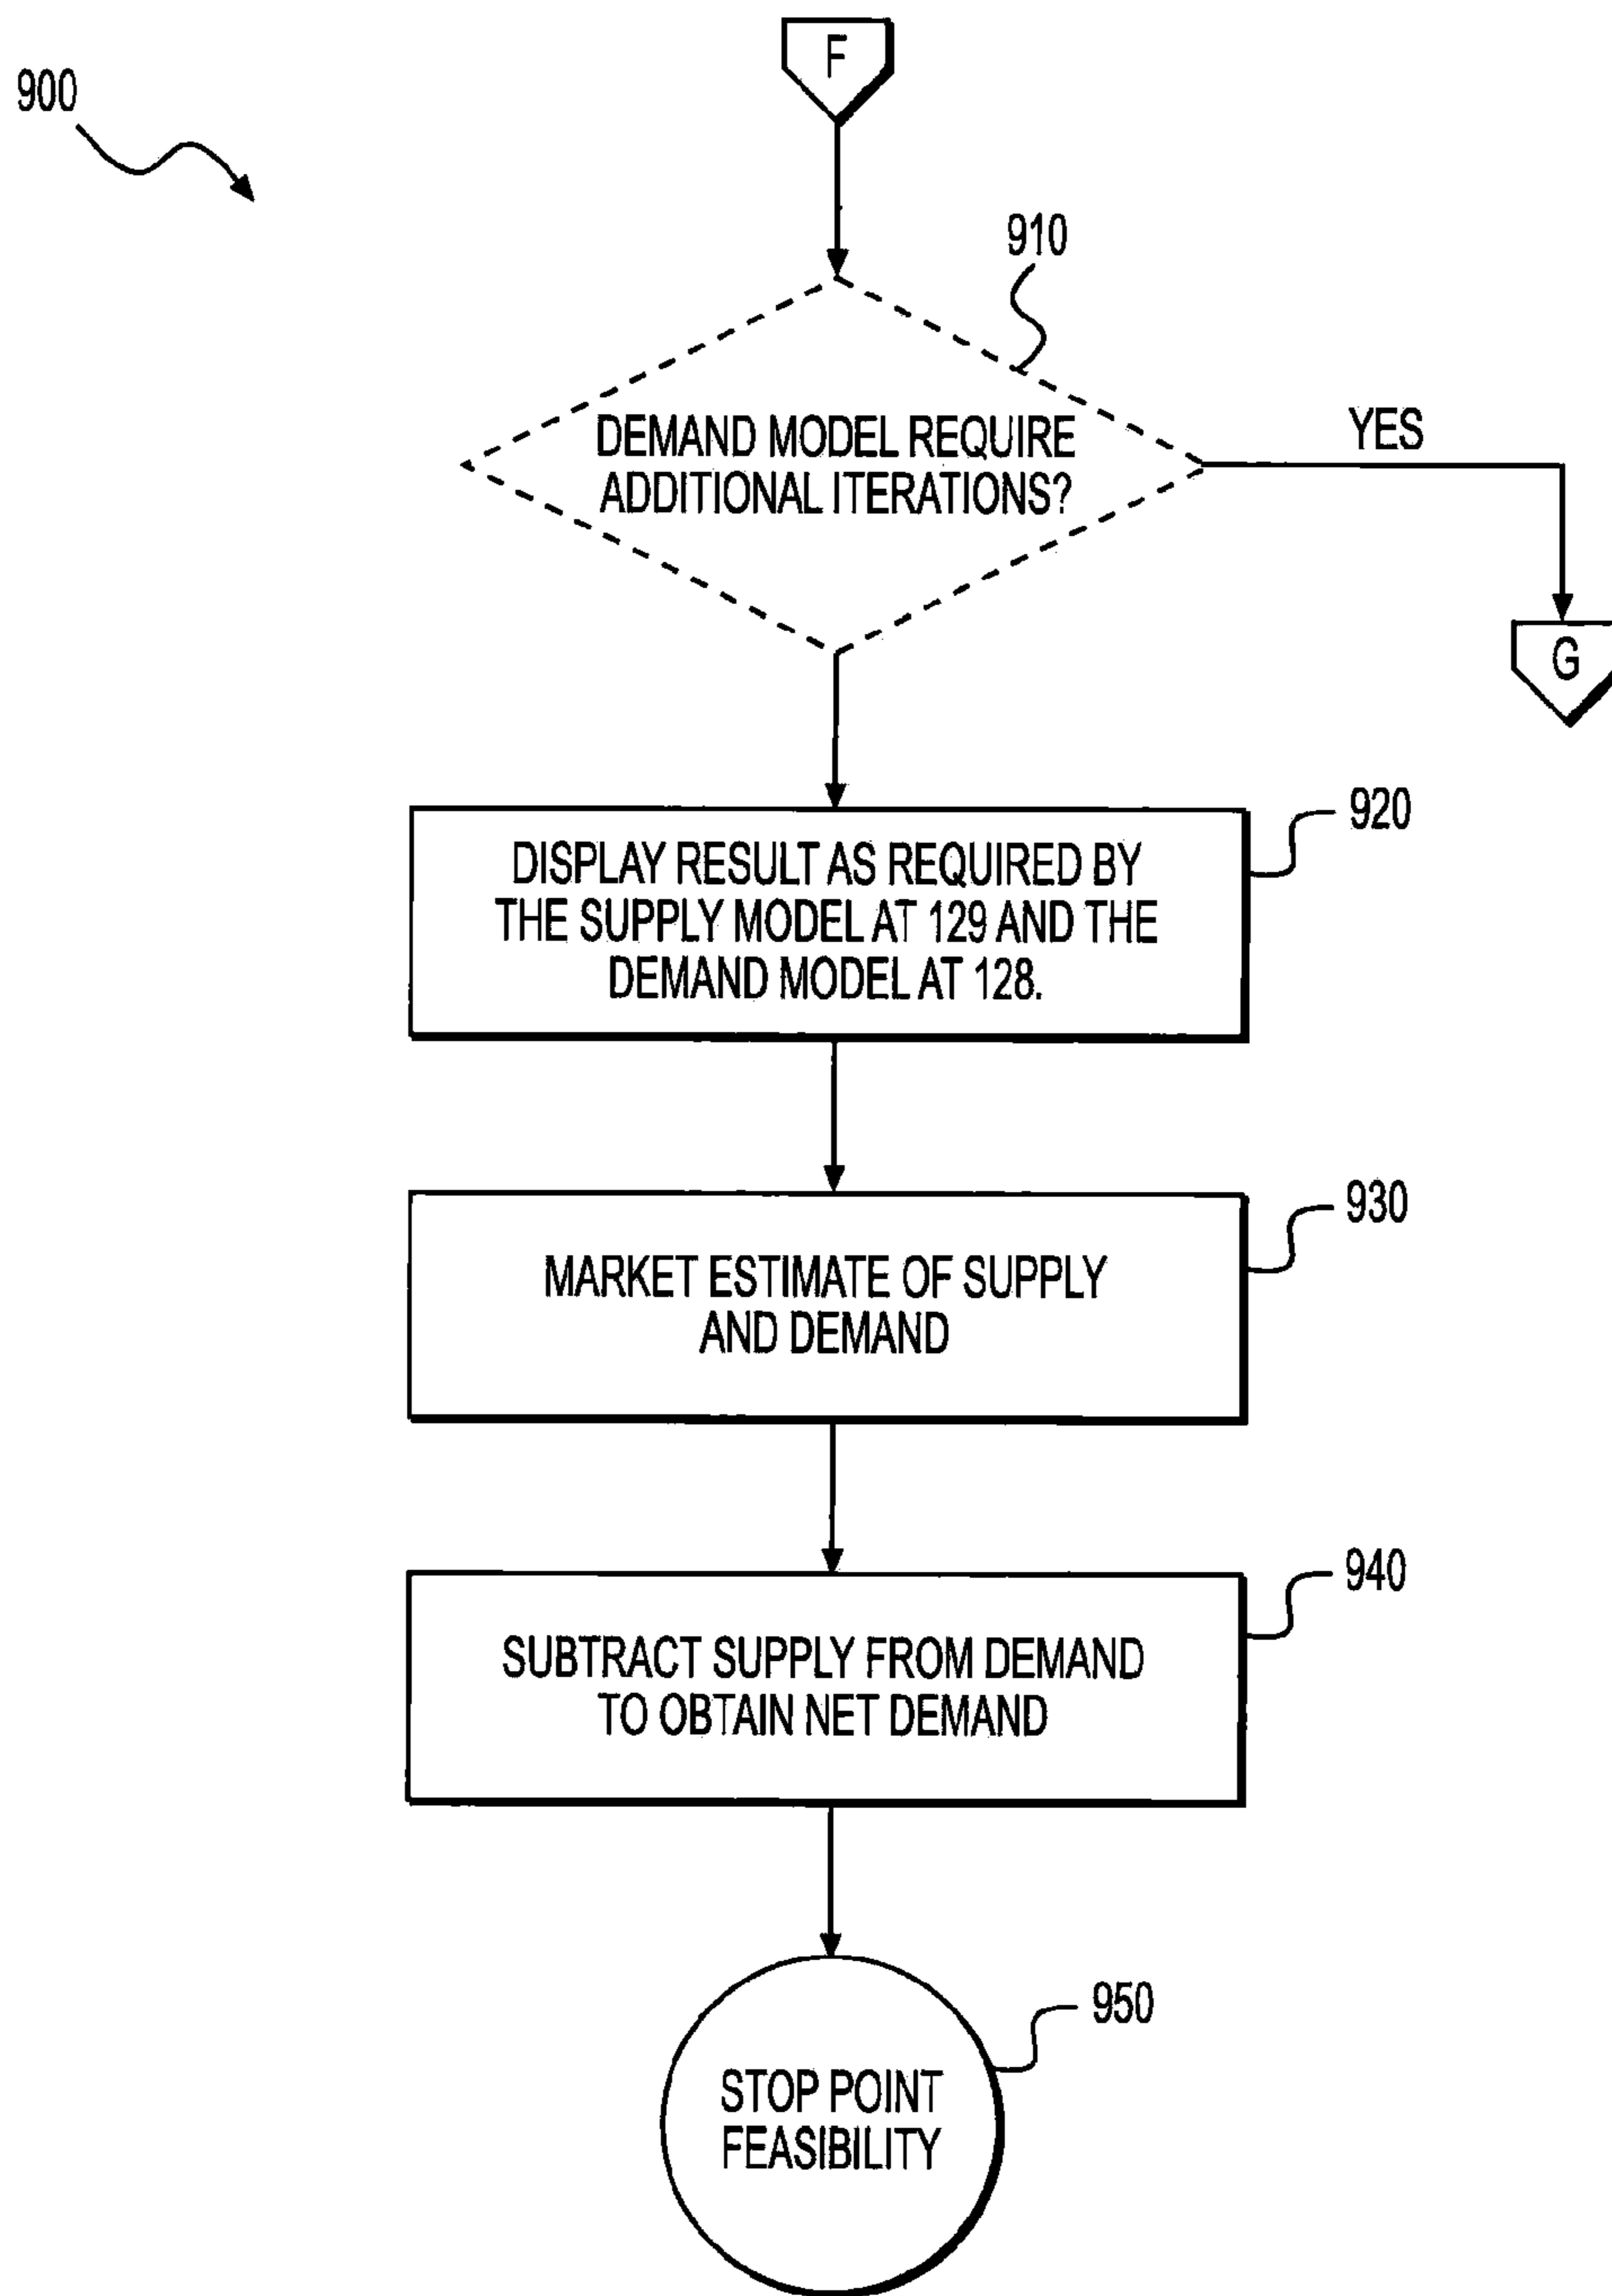 F
900
910
DEMAND MODEL REQUIRE
ADDITIONAL ITERATIONS?
YES
G
920
DISPLAY RESULT AS REQUIRED BY
THE SUPPLY MODEL AT 129 AND THE
DEMAND MODEL AT 128.
930
MARKET ESTIMATE OF SUPPLY
AND DEMAND
940
SUBTRACT SUPPLY FROM DEMAND
TO OBTAIN NET DEMAND
950
STOP POINT
FEASIBILITY